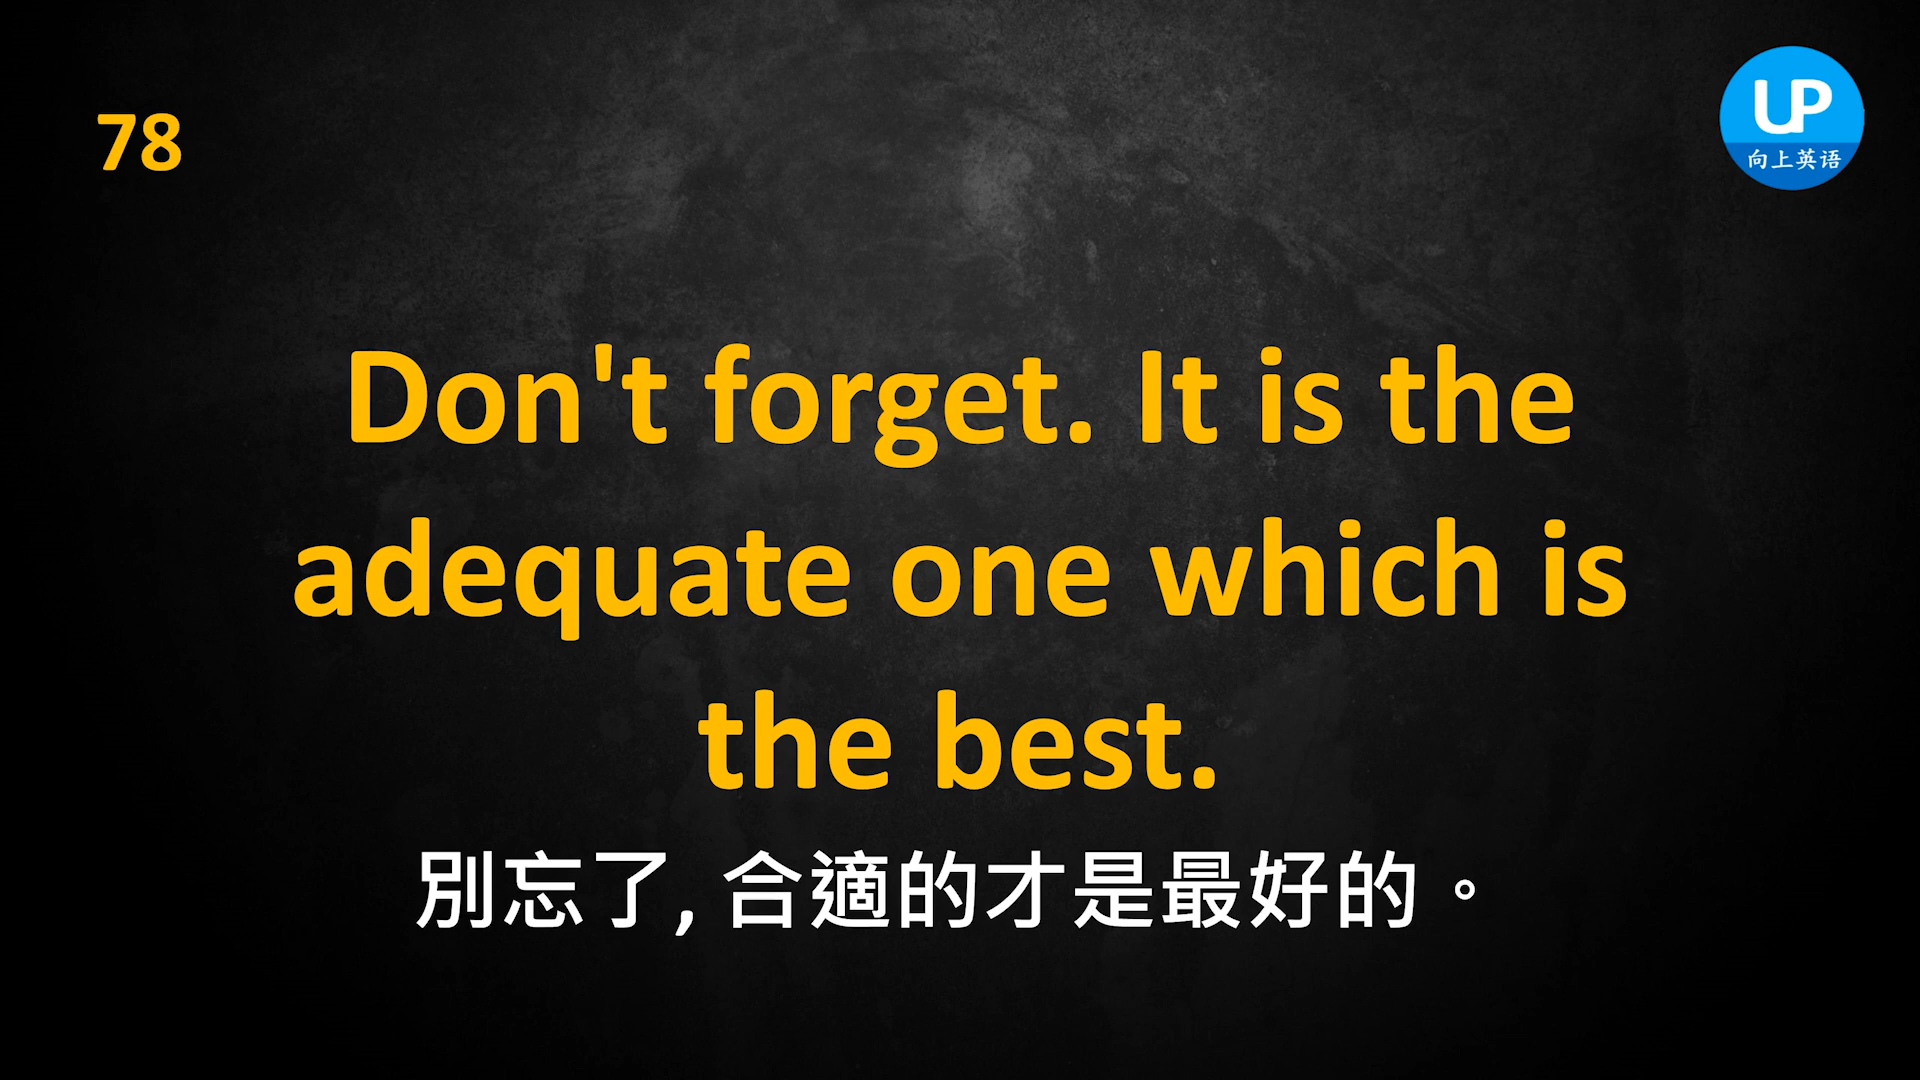 78
UP
向上英语
Don't forget. It is the
adequate one which is
the best.
別忘了, 合適的才是最好的。